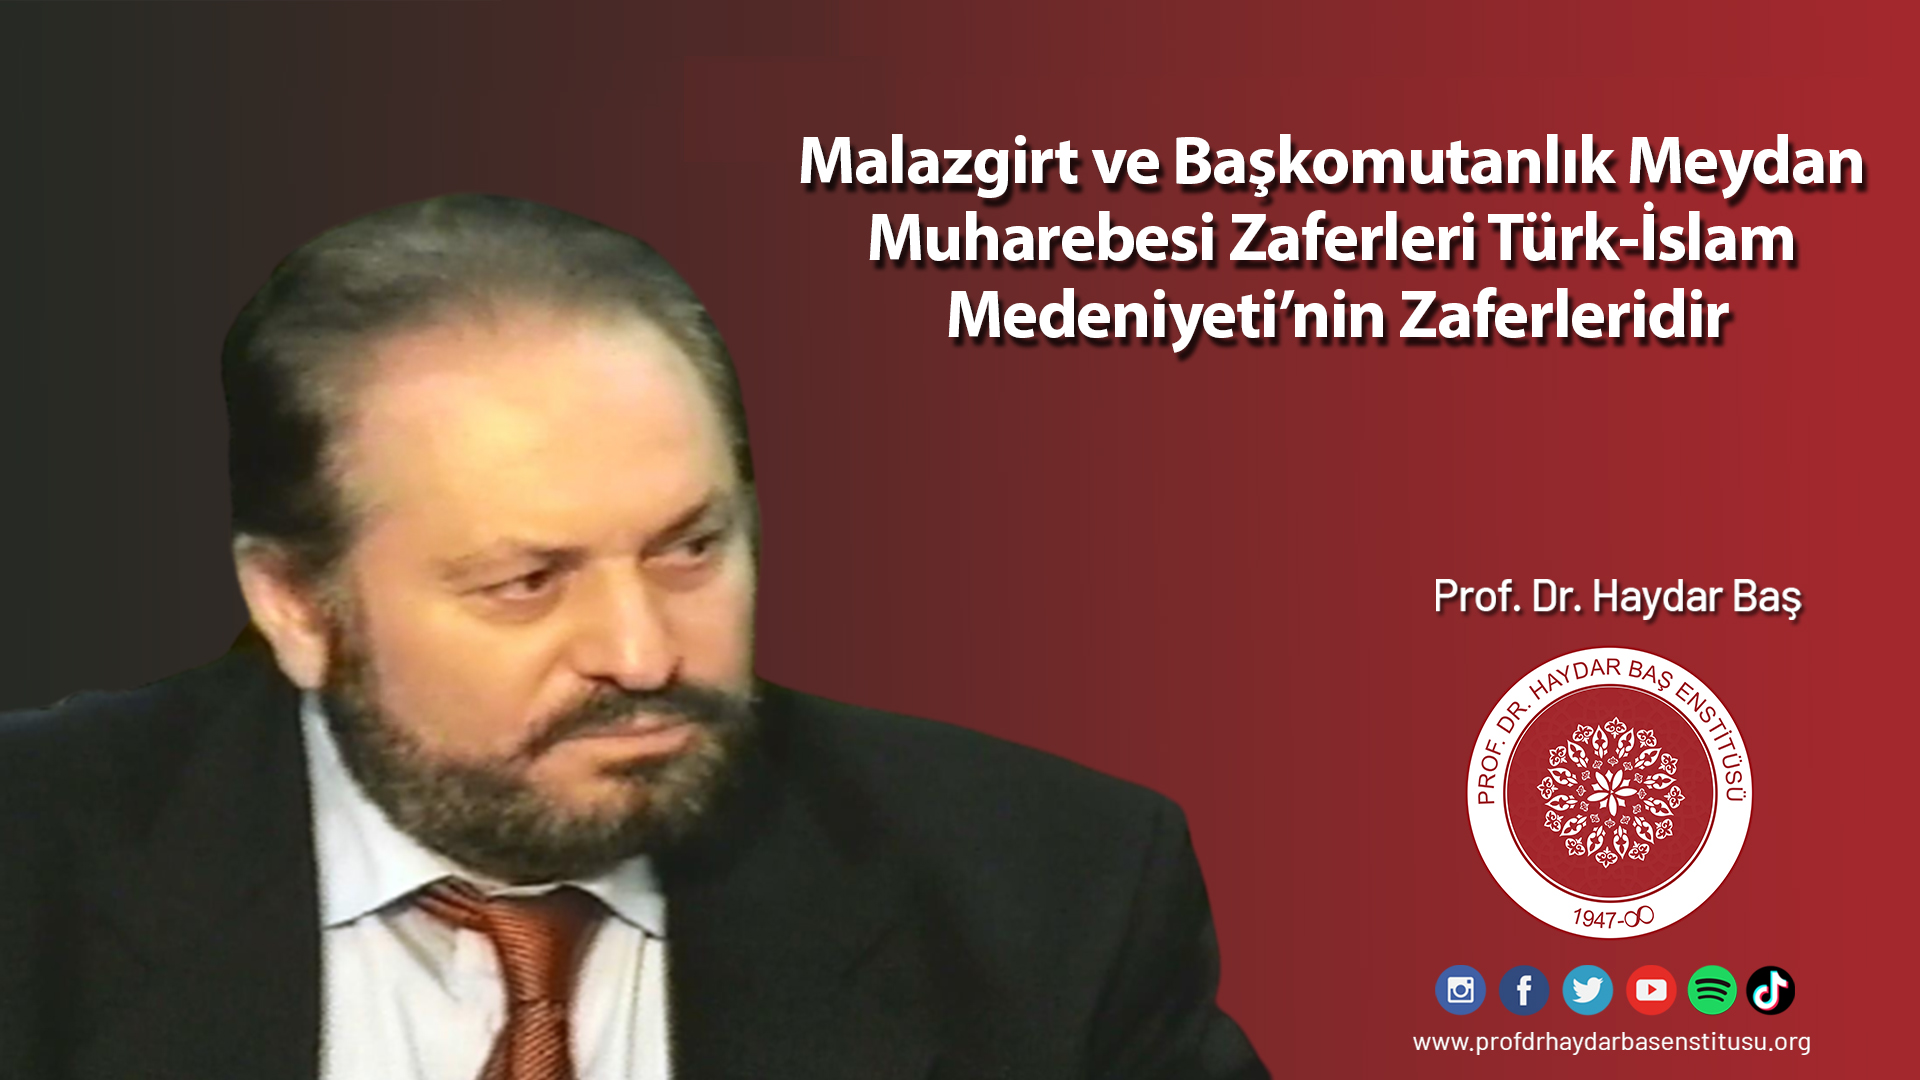 Malazgirt ve Başkomutanlık Meydan
Muharebesi Zaferleri Türk-İslam
Medeniyeti’nin Zaferleridir
Prof. Dr. Haydar Baş
PROF. DR. HAYDAR BAŞ ENSTİTÜSÜ
1947-∞
www.profdrhaydarbasenstitusu.org